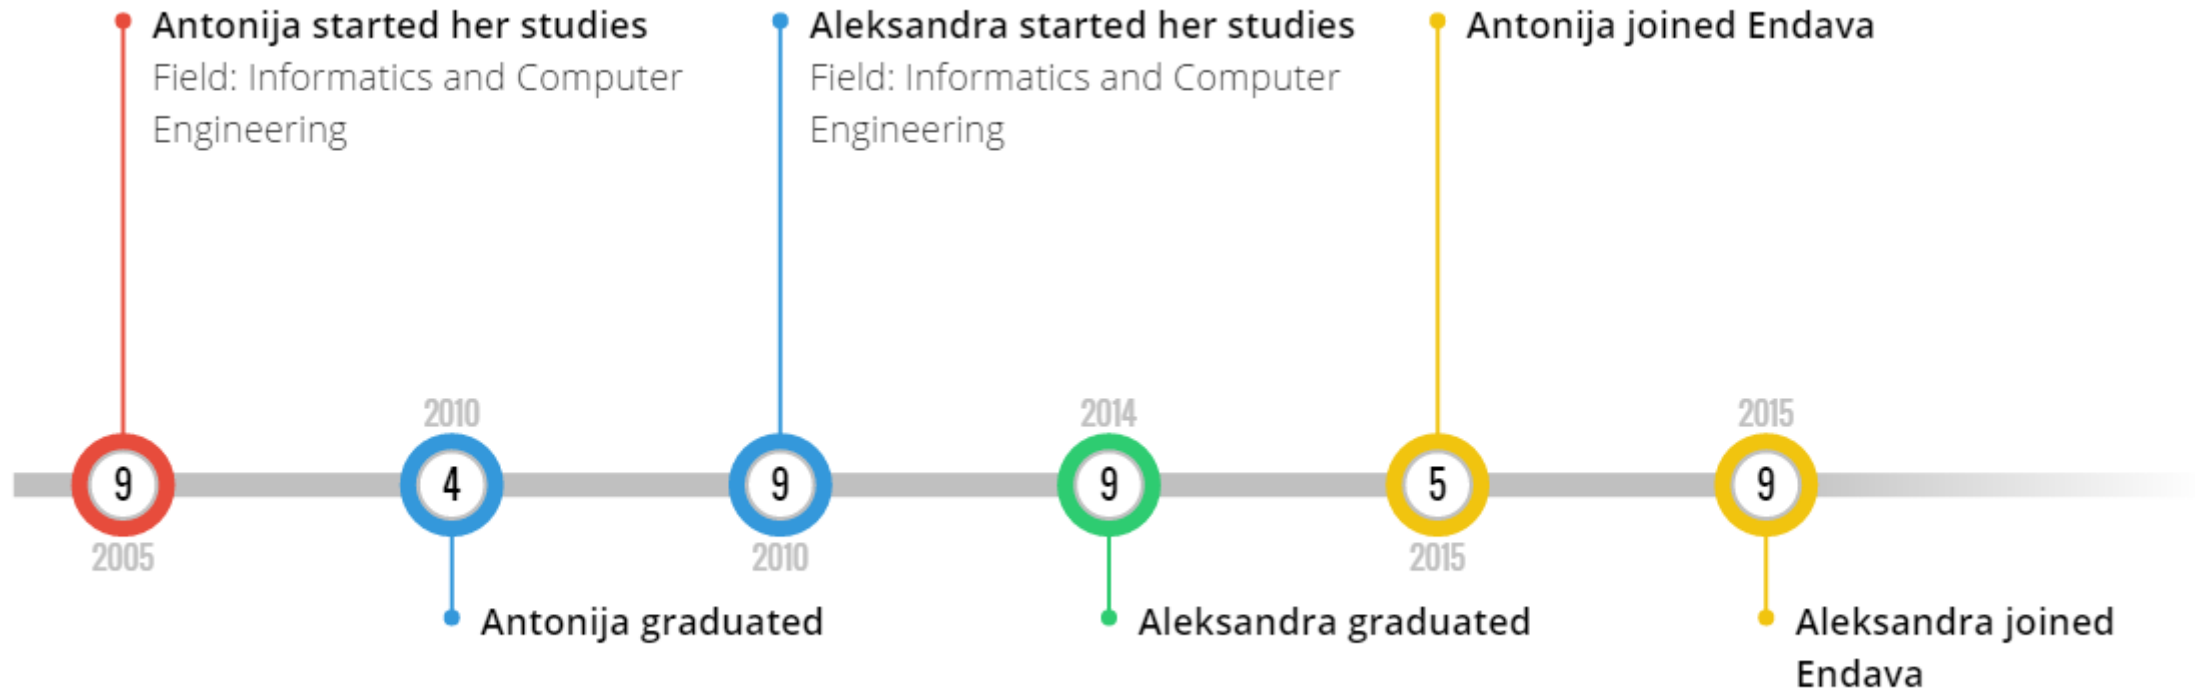 Antonija started her studies
Field: Informatics and Computer
Engineering
Aleksandra started her studies
Field: Informatics and Computer
Engineering
Antonija joined Endava
2010
2014
2015
9
4
9
9
5
9
2005
2010
2015
Antonija graduated
Aleksandra graduated
Aleksandra joined
Endava